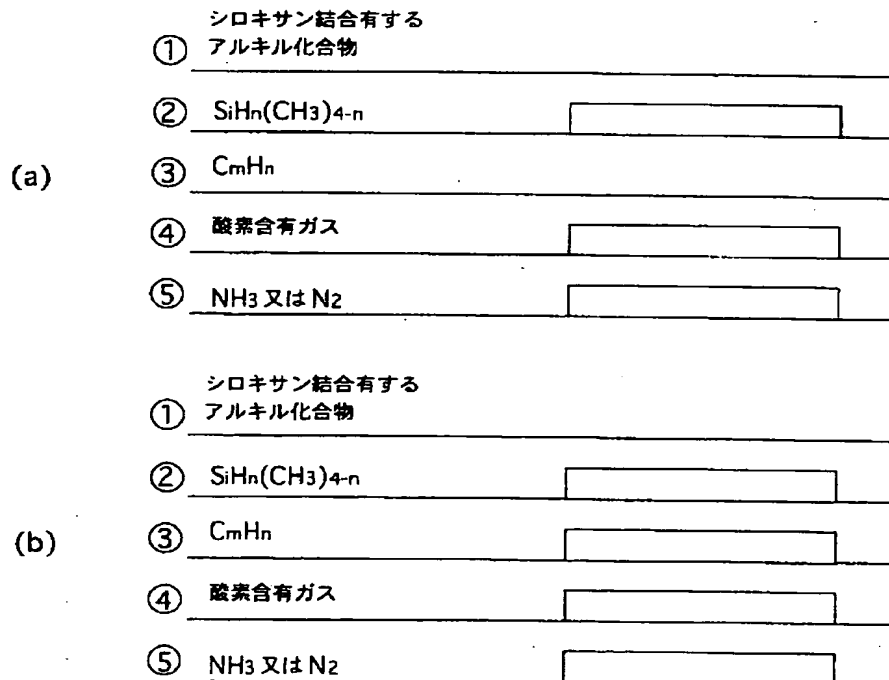 (a)
シロキサン結合有する
① アルキル化合物
② SiHn(CH3)4-n
③ CmHn
④ 酸素含有ガス
⑤ NH3 又は N2
(b)
シロキサン結合有する
① アルキル化合物
② SiHn(CH3)4-n
③ CmHn
④ 酸素含有ガス
⑤ NH3 又は N2